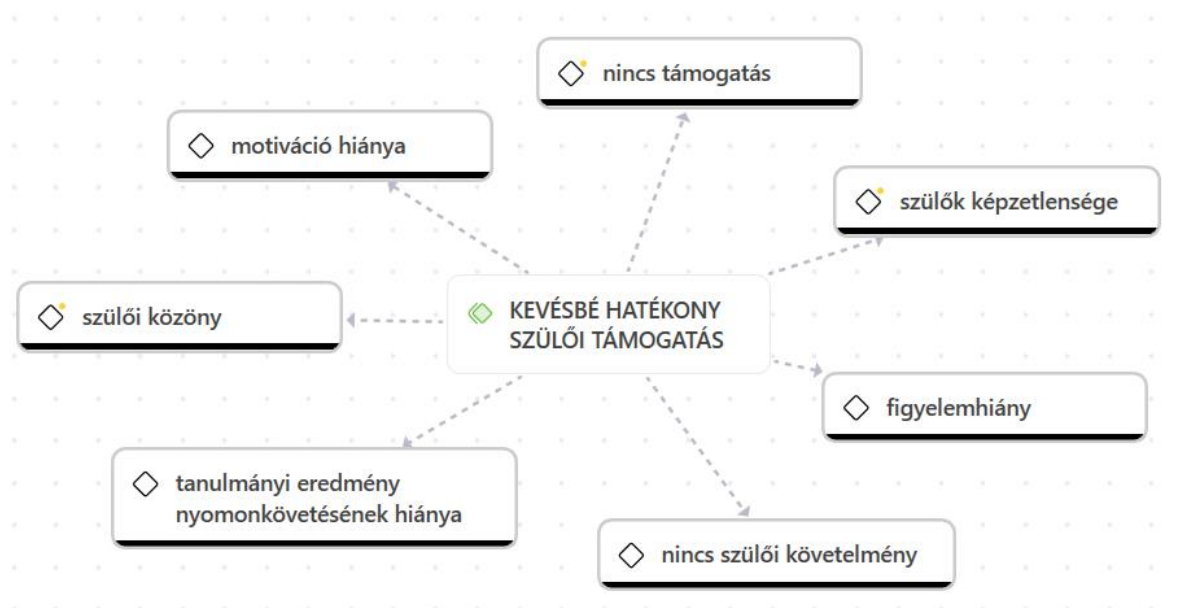 nincs támogatás
motiváció hiánya
szülők képzetlensége
KEVÉSBÉ HATÉKONY
SZÜLŐI TÁMOGATÁS
szülői közöny
figyelemhiány
tanulmányi eredmény
nyomonkövetésének hiánya
nincs szülői követelmény